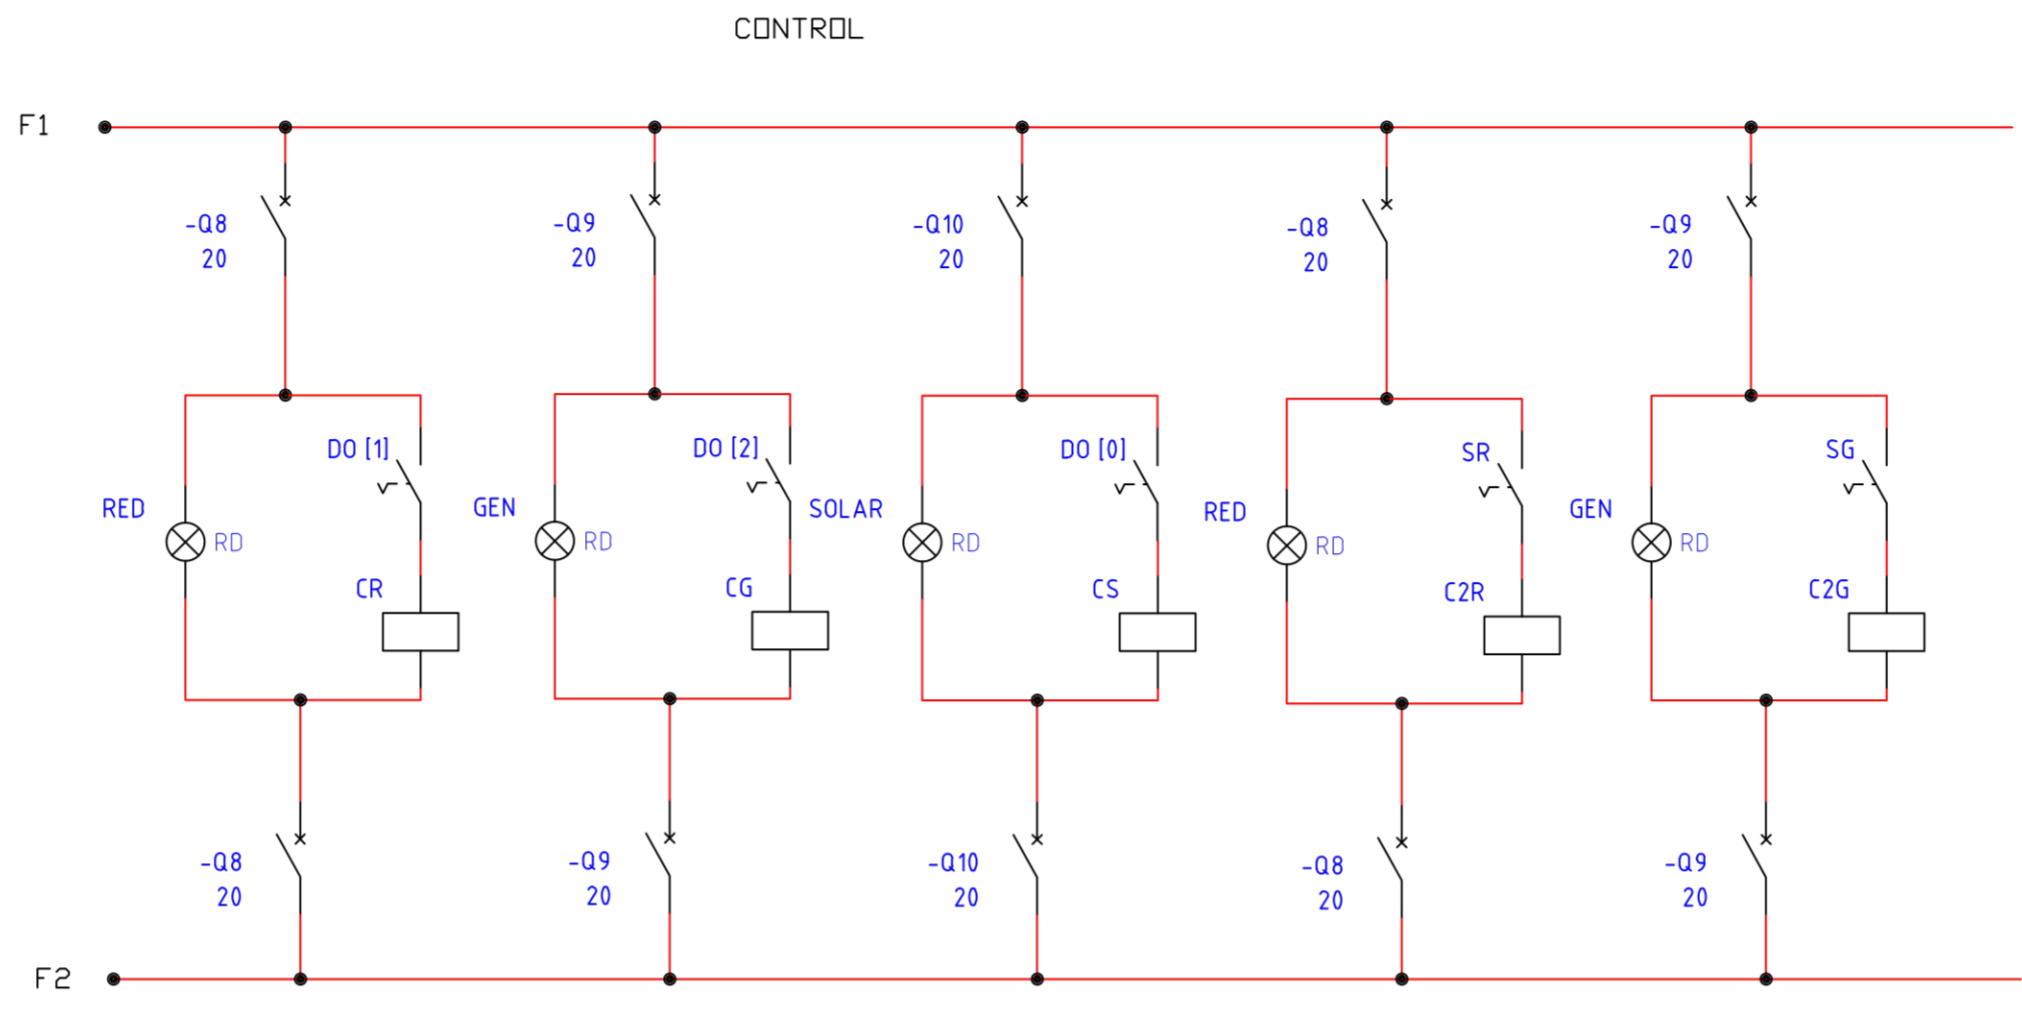 CONTROL
F1
-Q8
20
-Q9
20
-Q10
20
-Q8
20
-Q9
20
DO [1]
RED
RD
CR
DO [2]
GEN
RD
CG
DO [0]
SOLAR
RD
CS
SR
RED
RD
C2R
SG
GEN
RD
C2G
-Q8
20
-Q9
20
-Q10
20
-Q8
20
-Q9
20
F2